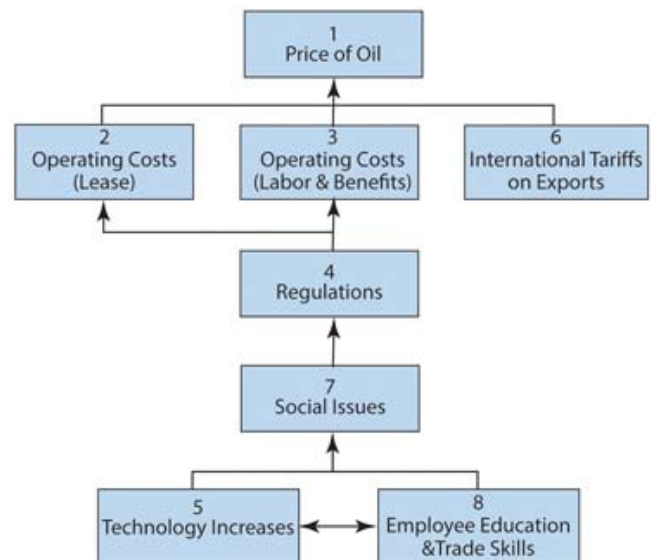 1
Price of Oil
2
Operating Costs
(Lease)
3
Operating Costs
(Labor & Benefits)
6
International Tariffs
on Exports
4
Regulations
7
Social Issues
5
Technology Increases
8
Employee Education
&Trade Skills